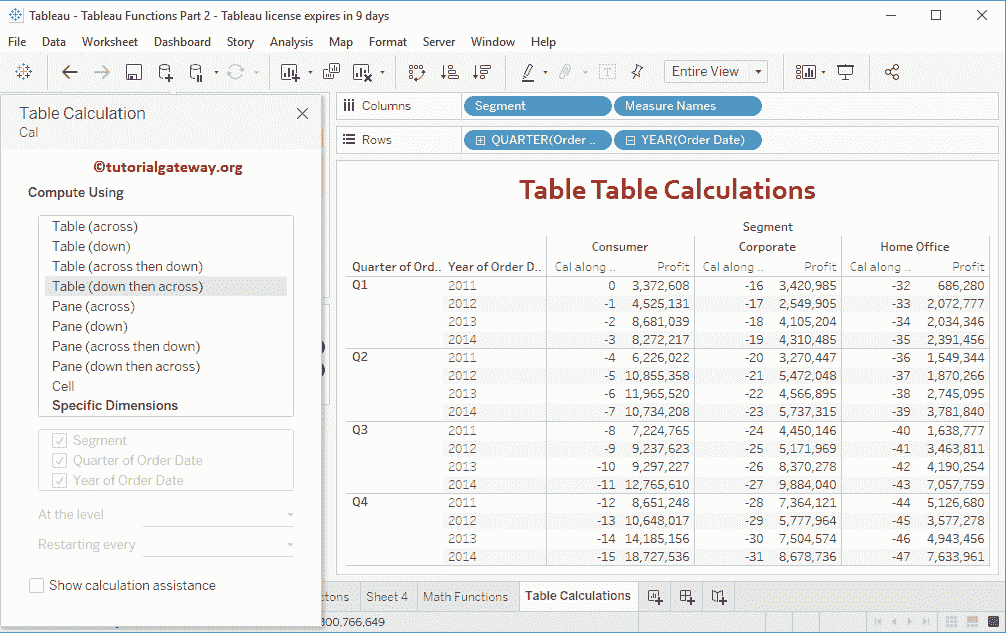 Tableau - Tableau Functions Part 2 - Tableau license expires in 9 days
File Data Worksheet Dashboard Story Analysis Map Format Server Window Help
Entire View
Table Calculation
Cal
©tutorialgateway.org
Compute Using
Table (across)
Table (down)
Table (across then down)
Table (down then across)
Pane (across)
Pane (down)
Pane (across then down)
Pane (down then across)
Cell
Specific Dimensions
Segment
Quarter of Order Date
Year of Order Date
At the level
Restarting every
Show calculation assistance
Columns Segment Measure Names
Rows QUARTER(Order .. YEAR(Order Date)
Table Table Calculations
Segment
Consumer Corporate Home Office
Quarter of Ord.. Year of Order D.. Cal along .. Profit Cal along .. Profit Cal along .. Profit
Q1 2011 0 3,372,608 -16 3,420,985 -32 686,280
2012 -1 4,525,131 -17 2,549,905 -33 2,072,777
2013 -2 8,681,039 -18 4,105,204 -34 2,034,346
2014 -3 8,272,217 -19 4,310,485 -35 2,391,456
Q2 2011 -4 6,226,022 -20 3,270,447 -36 1,549,344
2012 -5 10,855,358 -21 5,472,048 -37 1,870,266
2013 -6 11,965,520 -22 4,566,895 -38 2,745,095
2014 -7 10,734,208 -23 5,737,315 -39 3,781,840
Q3 2011 -8 7,224,765 -24 4,450,146 -40 1,638,777
2012 -9 9,237,623 -25 5,171,969 -41 3,463,811
2013 -10 9,297,227 -26 8,370,278 -42 4,190,254
2014 -11 12,765,610 -27 9,884,040 -43 7,057,759
Q4 2011 -12 8,651,248 -28 7,364,121 -44 5,126,680
2012 -13 10,648,017 -29 5,777,964 -45 3,577,278
2013 -14 14,185,156 -30 7,504,574 -46 4,943,456
2014 -15 18,727,536 -31 8,678,736 -47 7,633,961
ctons Sheet 4 Math Functions Table Calculations
300,766,649